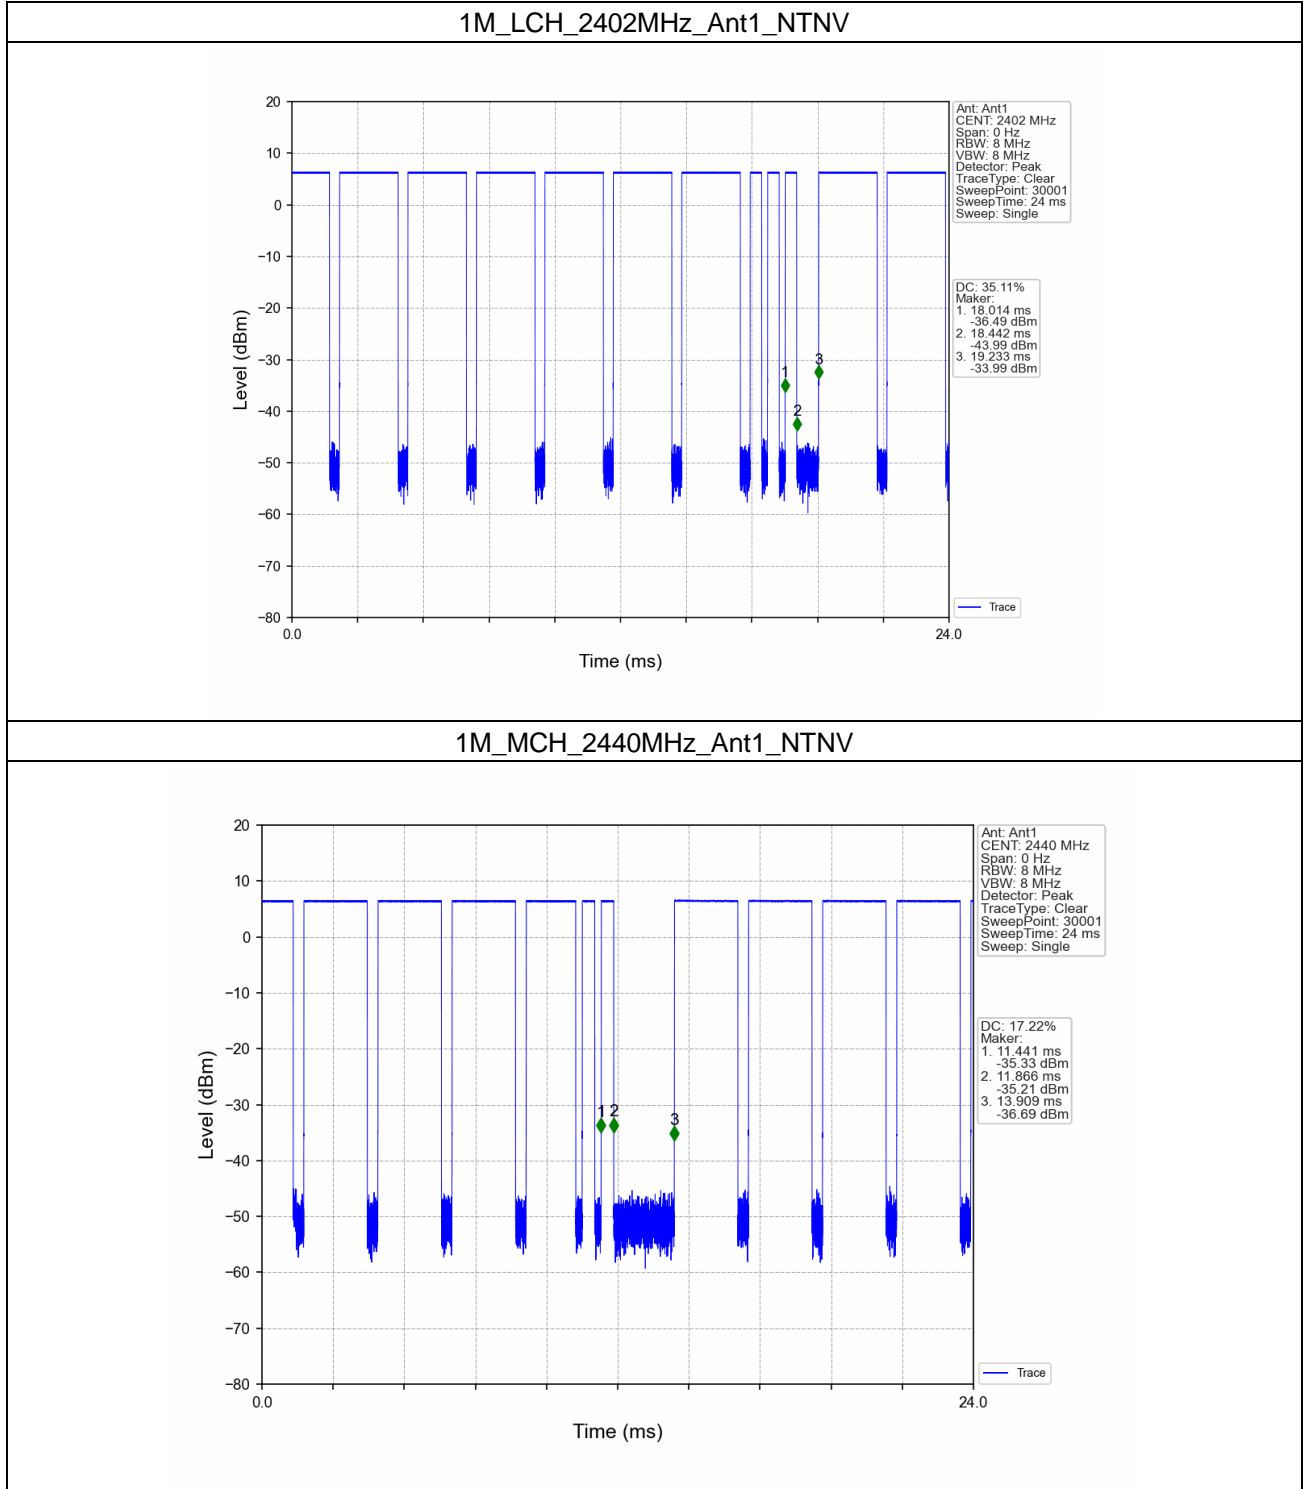 1M_LCH_2402MHz_Ant1_NTNV
20
10
0
−10
−20
−30
−40
−50
−60
−70
−80
Level (dBm)
0.0
24.0
Time (ms)
1
2
3
Ant: Ant1
CENT: 2402 MHz
Span: 0 Hz
RBW: 8 MHz
VBW: 8 MHz
Detector: Peak
TraceType: Clear
SweepPoint: 30001
SweepTime: 24 ms
Sweep: Single
DC: 35.11%
Maker:
1. 18.014 ms
-36.49 dBm
2. 18.442 ms
-43.99 dBm
3. 19.233 ms
-33.99 dBm
Trace
1M_MCH_2440MHz_Ant1_NTNV
20
10
0
−10
−20
−30
−40
−50
−60
−70
−80
Level (dBm)
0.0
24.0
Time (ms)
1
2
3
Ant: Ant1
CENT: 2440 MHz
Span: 0 Hz
RBW: 8 MHz
VBW: 8 MHz
Detector: Peak
TraceType: Clear
SweepPoint: 30001
SweepTime: 24 ms
Sweep: Single
DC: 17.22%
Maker:
1. 11.441 ms
-35.33 dBm
2. 11.866 ms
-35.21 dBm
3. 13.909 ms
-36.69 dBm
Trace